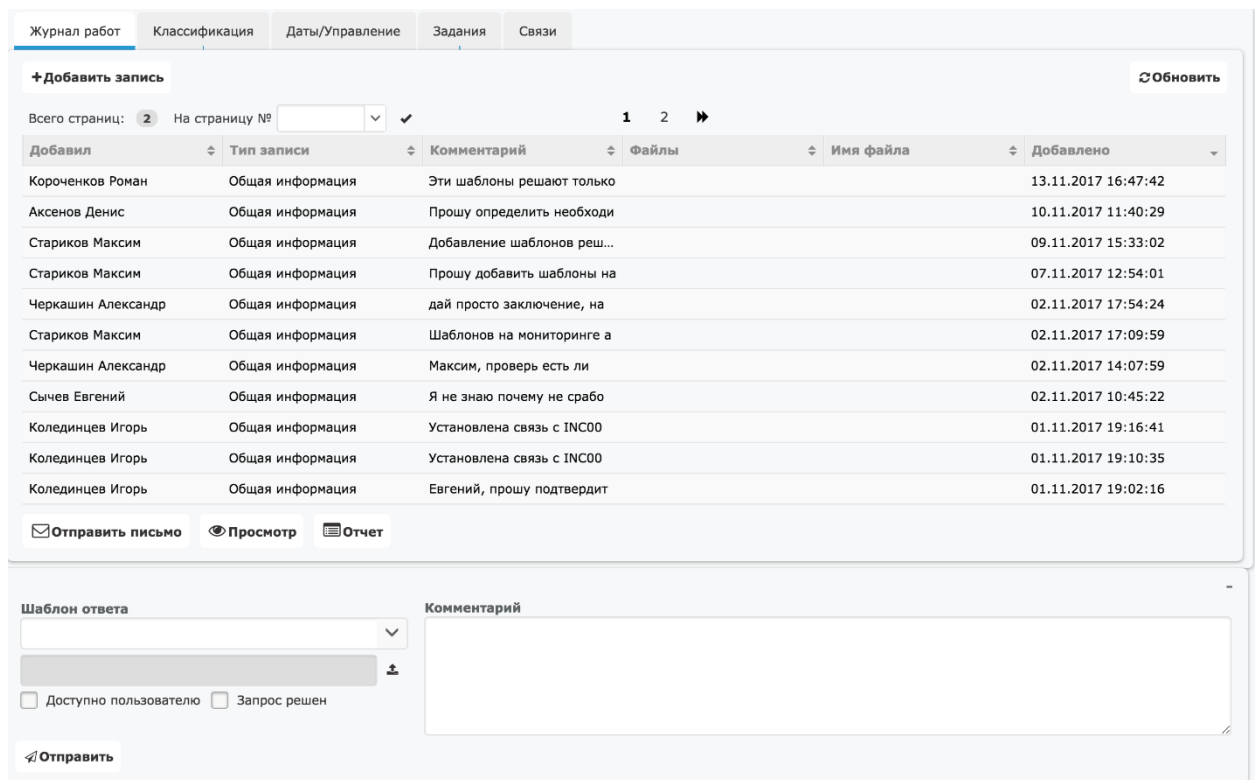 Журнал работ Классификация Даты/Управление Задания Связи
+Добавить запись Обновить
Всего страниц: 2 На страницу № 1 2
Добавил Тип записи Комментарий Файлы Имя файла Добавлено
Короченков Роман Общая информация Эти шаблоны решают только 13.11.2017 16:47:42
Аксенов Денис Общая информация Прошу определить необходи 10.11.2017 11:40:29
Стариков Максим Общая информация Добавление шаблонов реш... 09.11.2017 15:33:02
Стариков Максим Общая информация Прошу добавить шаблоны на 07.11.2017 12:54:01
Черкашин Александр Общая информация дай просто заключение, на 02.11.2017 17:54:24
Стариков Максим Общая информация Шаблонов на мониторинге а 02.11.2017 17:09:59
Черкашин Александр Общая информация Максим, проверь есть ли 02.11.2017 14:07:59
Сычев Евгений Общая информация Я не знаю почему не срабо 02.11.2017 10:45:22
Колединцев Игорь Общая информация Установлена связь с INC00 01.11.2017 19:16:41
Колединцев Игорь Общая информация Установлена связь с INC00 01.11.2017 19:10:35
Колединцев Игорь Общая информация Евгений, прошу подтвердит 01.11.2017 19:02:16
Отправить письмо Просмотр Отчет
Шаблон ответа Комментарий
Доступно пользователю Запрос решен
Отправить